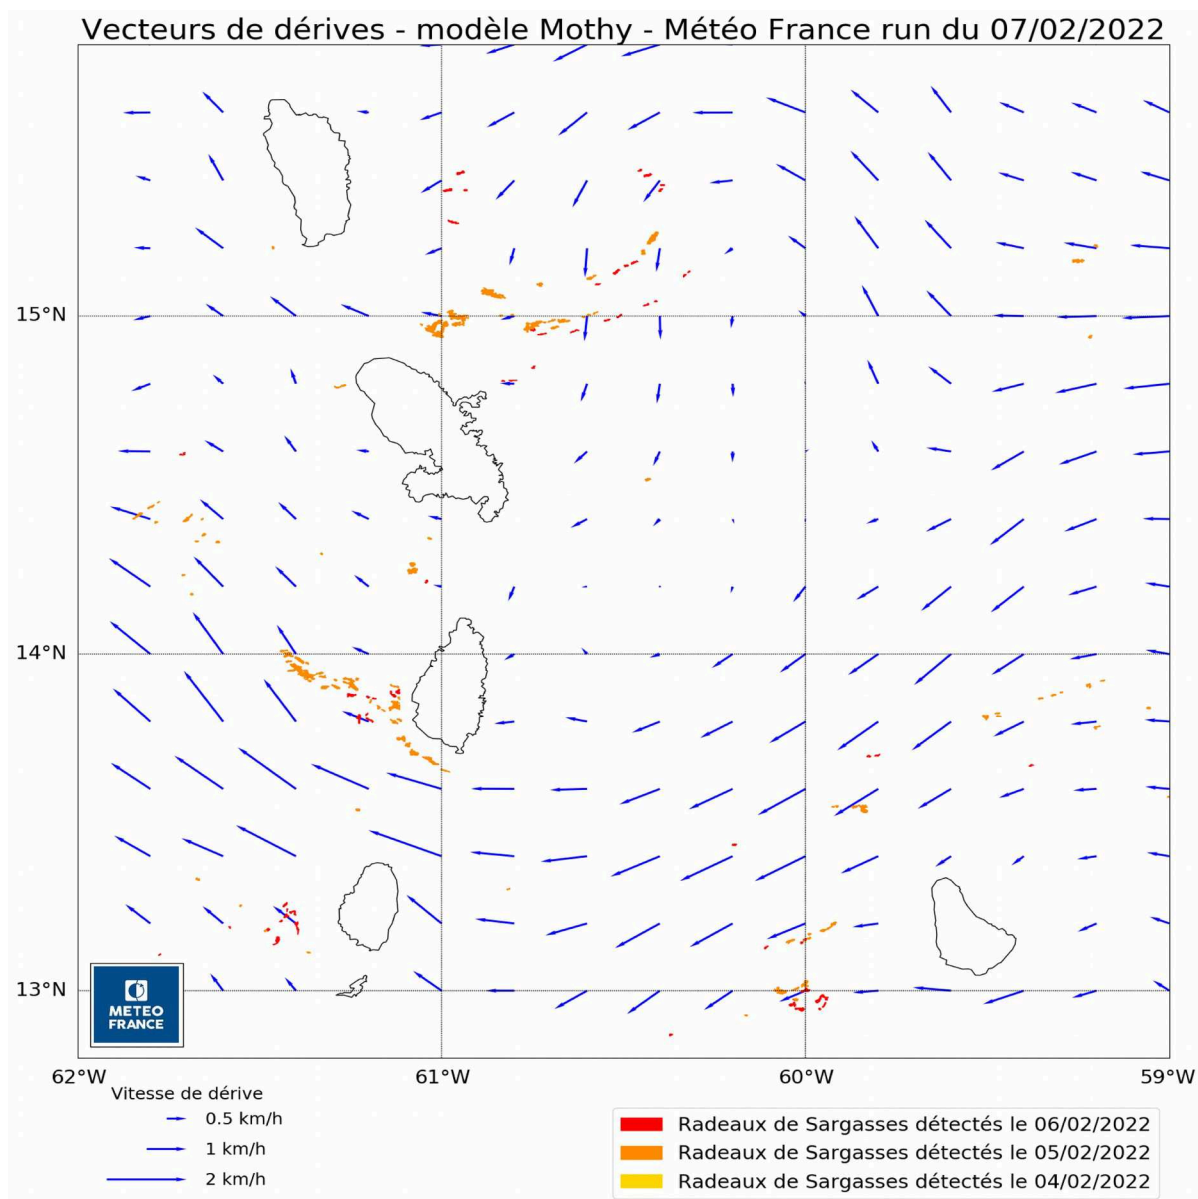 Vecteurs de dérives - modèle Mothy - Météo France run du 07/02/2022
15°N
14°N
13°N
METEO
FRANCE
62°W
61°W
60°W
59°W
Vitesse de dérive
0.5 km/h
1 km/h
2 km/h
Radeaux de Sargasses détectés le 06/02/2022
Radeaux de Sargasses détectés le 05/02/2022
Radeaux de Sargasses détectés le 04/02/2022